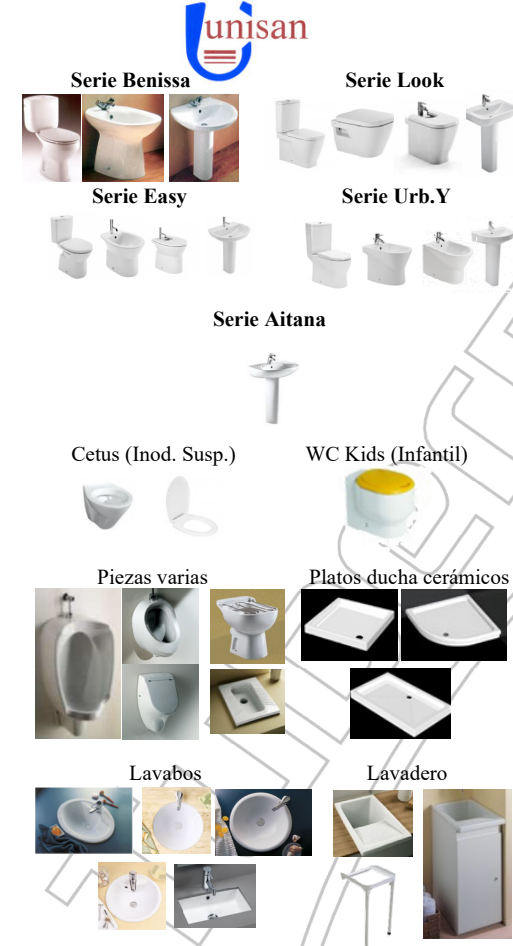 unisan
Serie Benissa
Serie Look
Serie Easy
Serie Urb.Y
Serie Aitana
Cetus (Inod. Susp.)
WC Kids (Infantil)
Piezas varias
Platos ducha cerámicos
Lavabos
Lavadero